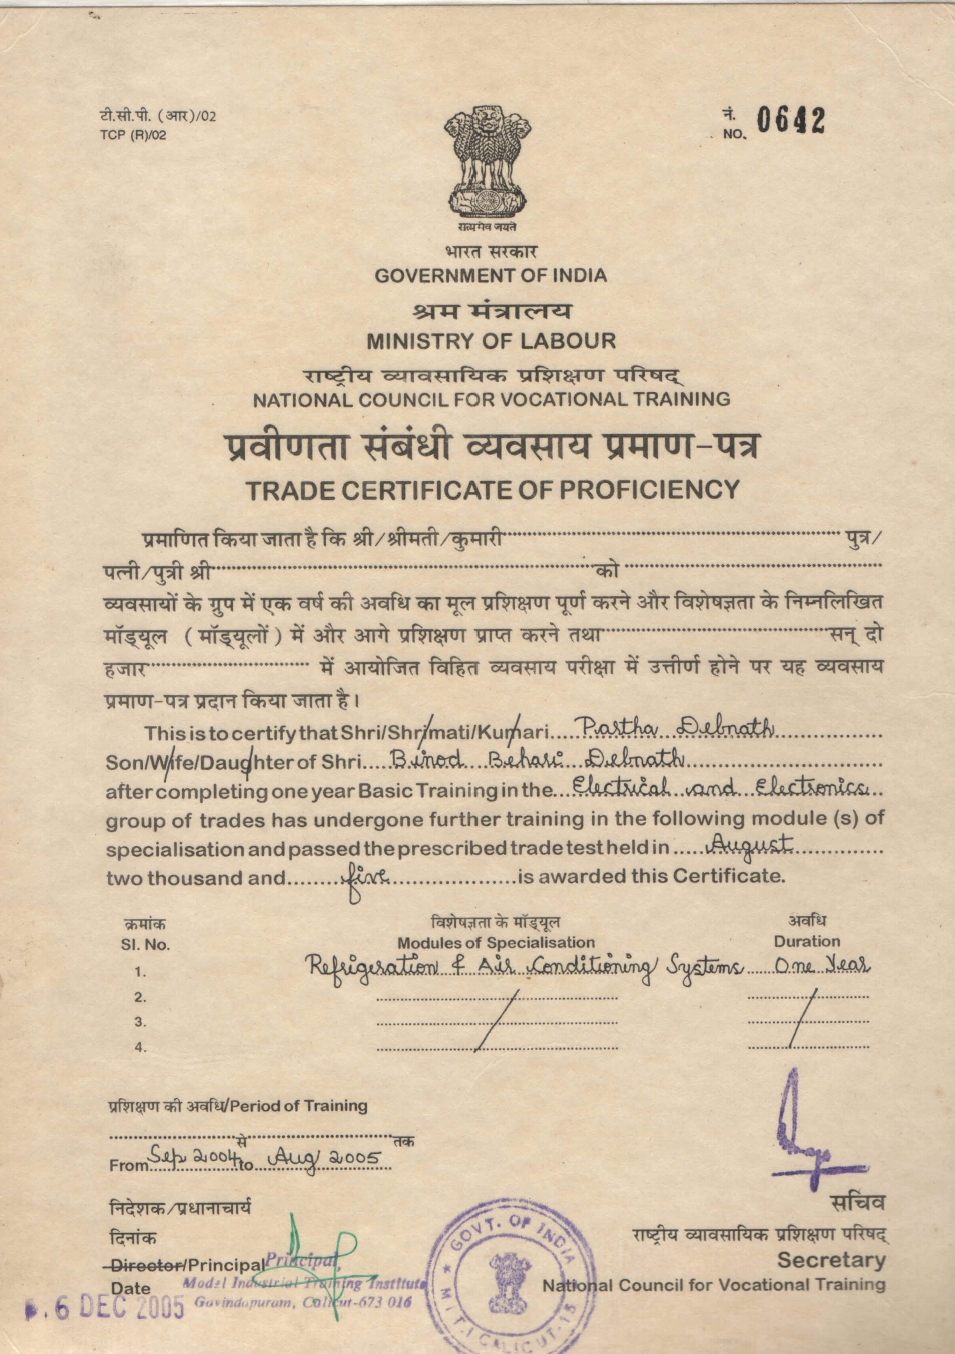 टी.सी.पी. (आर)/02
TCP (R)/02
नं.
NO. 0642
सत्यमेव जयते
भारत सरकार
GOVERNMENT OF INDIA
श्रम मंत्रालय
MINISTRY OF LABOUR
राष्ट्रीय व्यावसायिक प्रशिक्षण परिषद्
NATIONAL COUNCIL FOR VOCATIONAL TRAINING
प्रवीणता संबंधी व्यवसाय प्रमाण-पत्र
TRADE CERTIFICATE OF PROFICIENCY
प्रमाणित किया जाता है कि श्री/श्रीमती/कुमारी पुत्र/
पत्नी/पुत्री श्री को
व्यवसायों के ग्रुप में एक वर्ष की अवधि का मूल प्रशिक्षण पूर्ण करने और विशेषज्ञता के निम्नलिखित
मॉड्यूल (मॉड्यूलों) में और आगे प्रशिक्षण प्राप्त करने तथा सन् दो
हजार में आयोजित विहित व्यवसाय परीक्षा में उत्तीर्ण होने पर यह व्यवसाय
प्रमाण-पत्र प्रदान किया जाता है।
This is to certify that Shri/Shrimati/Kumari Partha Debnath
Son/Wife/Daughter of Shri Binod Behari Debnath
after completing one year Basic Training in the Electrical and Electronics
group of trades has undergone further training in the following module (s) of
specialisation and passed the prescribed trade test held in August
two thousand and five is awarded this Certificate.
क्रमांक विशेषज्ञता के मॉड्यूल अवधि
Sl. No. Modules of Specialisation Duration
1. Refrigeration & Air Conditioning Systems One Year
2.
3.
4.
प्रशिक्षण की अवधि/Period of Training
से तक
From Sep 2004 to Aug 2005
निदेशक/प्रधानाचार्य
दिनांक
Director/Principal
Date
Principal,
Model Industrial Training Institute
Govindapuram, Calicut-673 016
6 DEC 2005
GOVT. OF INDIA
M I T I CALICUT-15
सचिव
राष्ट्रीय व्यावसायिक प्रशिक्षण परिषद्
Secretary
National Council for Vocational Training